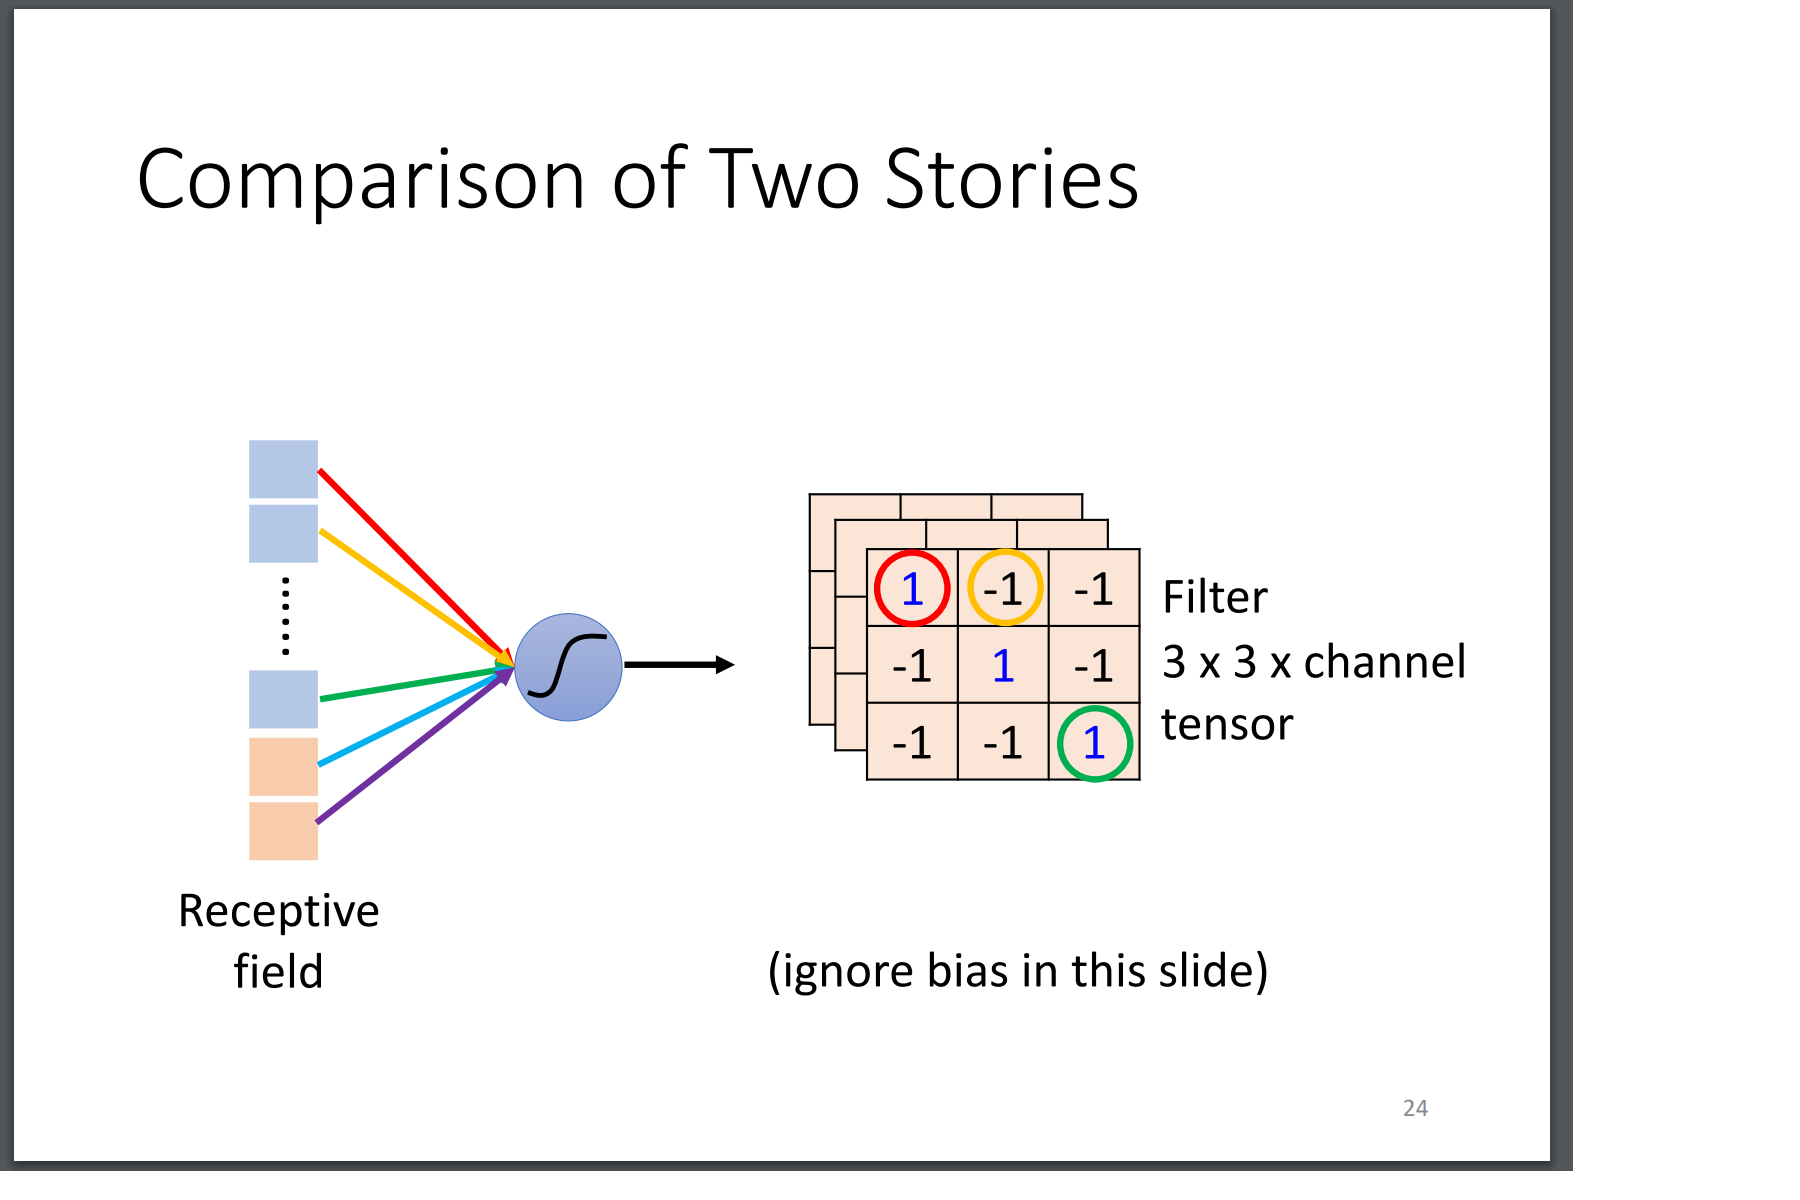 Comparison of Two Stories
1 -1 -1
-1 1 -1
-1 -1 1
Filter
3 x 3 x channel
tensor
Receptive
field
(ignore bias in this slide)
24